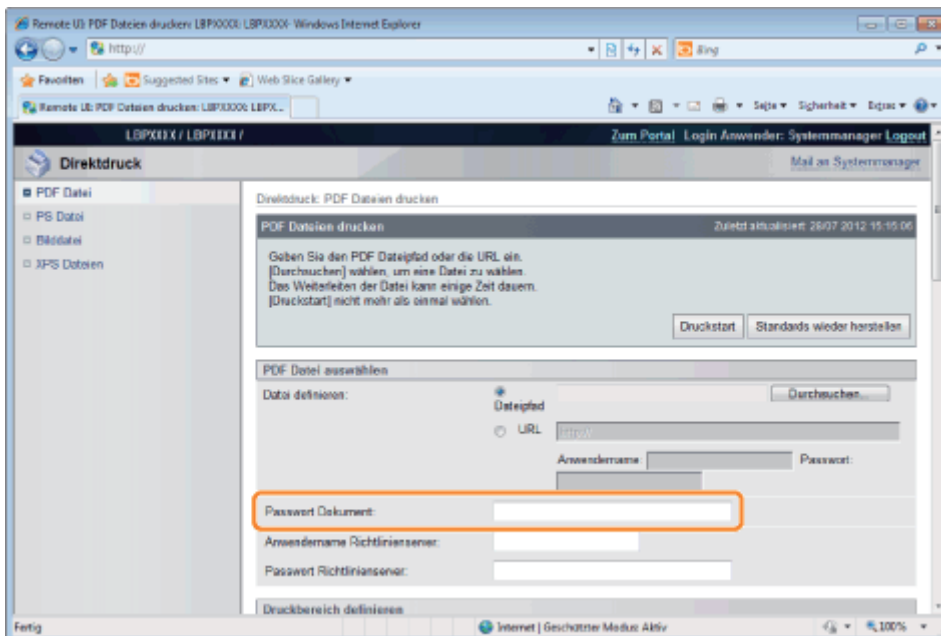 Remote UI: PDF Dateien drucken: LBPXXXX: LBPXXXX- Windows Internet Explorer
http://
Bing
Favoriten Suggested Sites Web Slice Gallery
Remote UI: PDF Dateien drucken: LBPXXXX: LBPX...
Seite Sicherheit Extras
LBPXXXX / LBPXXXX /
Zum Portal Login Anwender: Systemmanager Logout
Direktdruck
Mail an Systemmanager
PDF Datei
PS Datei
Bilddatei
XPS Dateien
Direktdruck: PDF Dateien drucken
PDF Dateien drucken
Zuletzt aktualisiert: 26/07 2012 15:15:06
Geben Sie den PDF Dateipfad oder die URL ein.
[Durchsuchen] wählen, um eine Datei zu wählen.
Das Weiterleiten der Datei kann einige Zeit dauern.
[Druckstart] nicht mehr als einmal wählen.
Druckstart Standards wieder herstellen
PDF Datei auswählen
Datei definieren:
Dateipfad
Durchsuchen...
URL http://
Anwendername: Passwort:
Passwort Dokument:
Anwendername Richtlinienserver:
Passwort Richtlinienserver:
Druckbereich definieren
Fertig
Internet | Geschützter Modus: Aktiv
100%